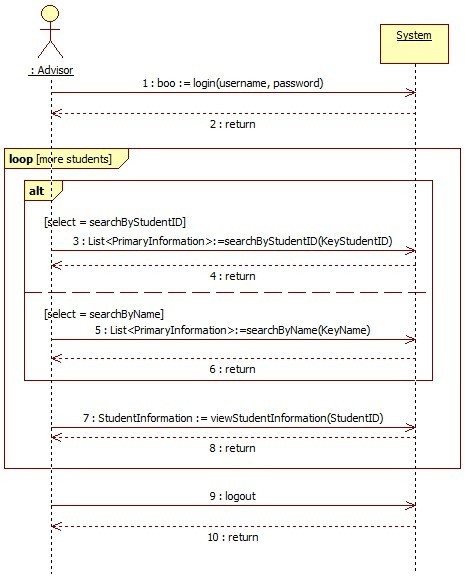 System
: Advisor
1 : boo := login(username, password)
2 : return
loop [more students]
alt
[select = searchByStudentID]
3 : List<PrimaryInformation>:=searchByStudentID(KeyStudentID)
4 : return
[select = searchByName]
5 : List<PrimaryInformation>:=searchByName(KeyName)
6 : return
7 : StudentInformation := viewStudentInformation(StudentID)
8 : return
9 : logout
10 : return